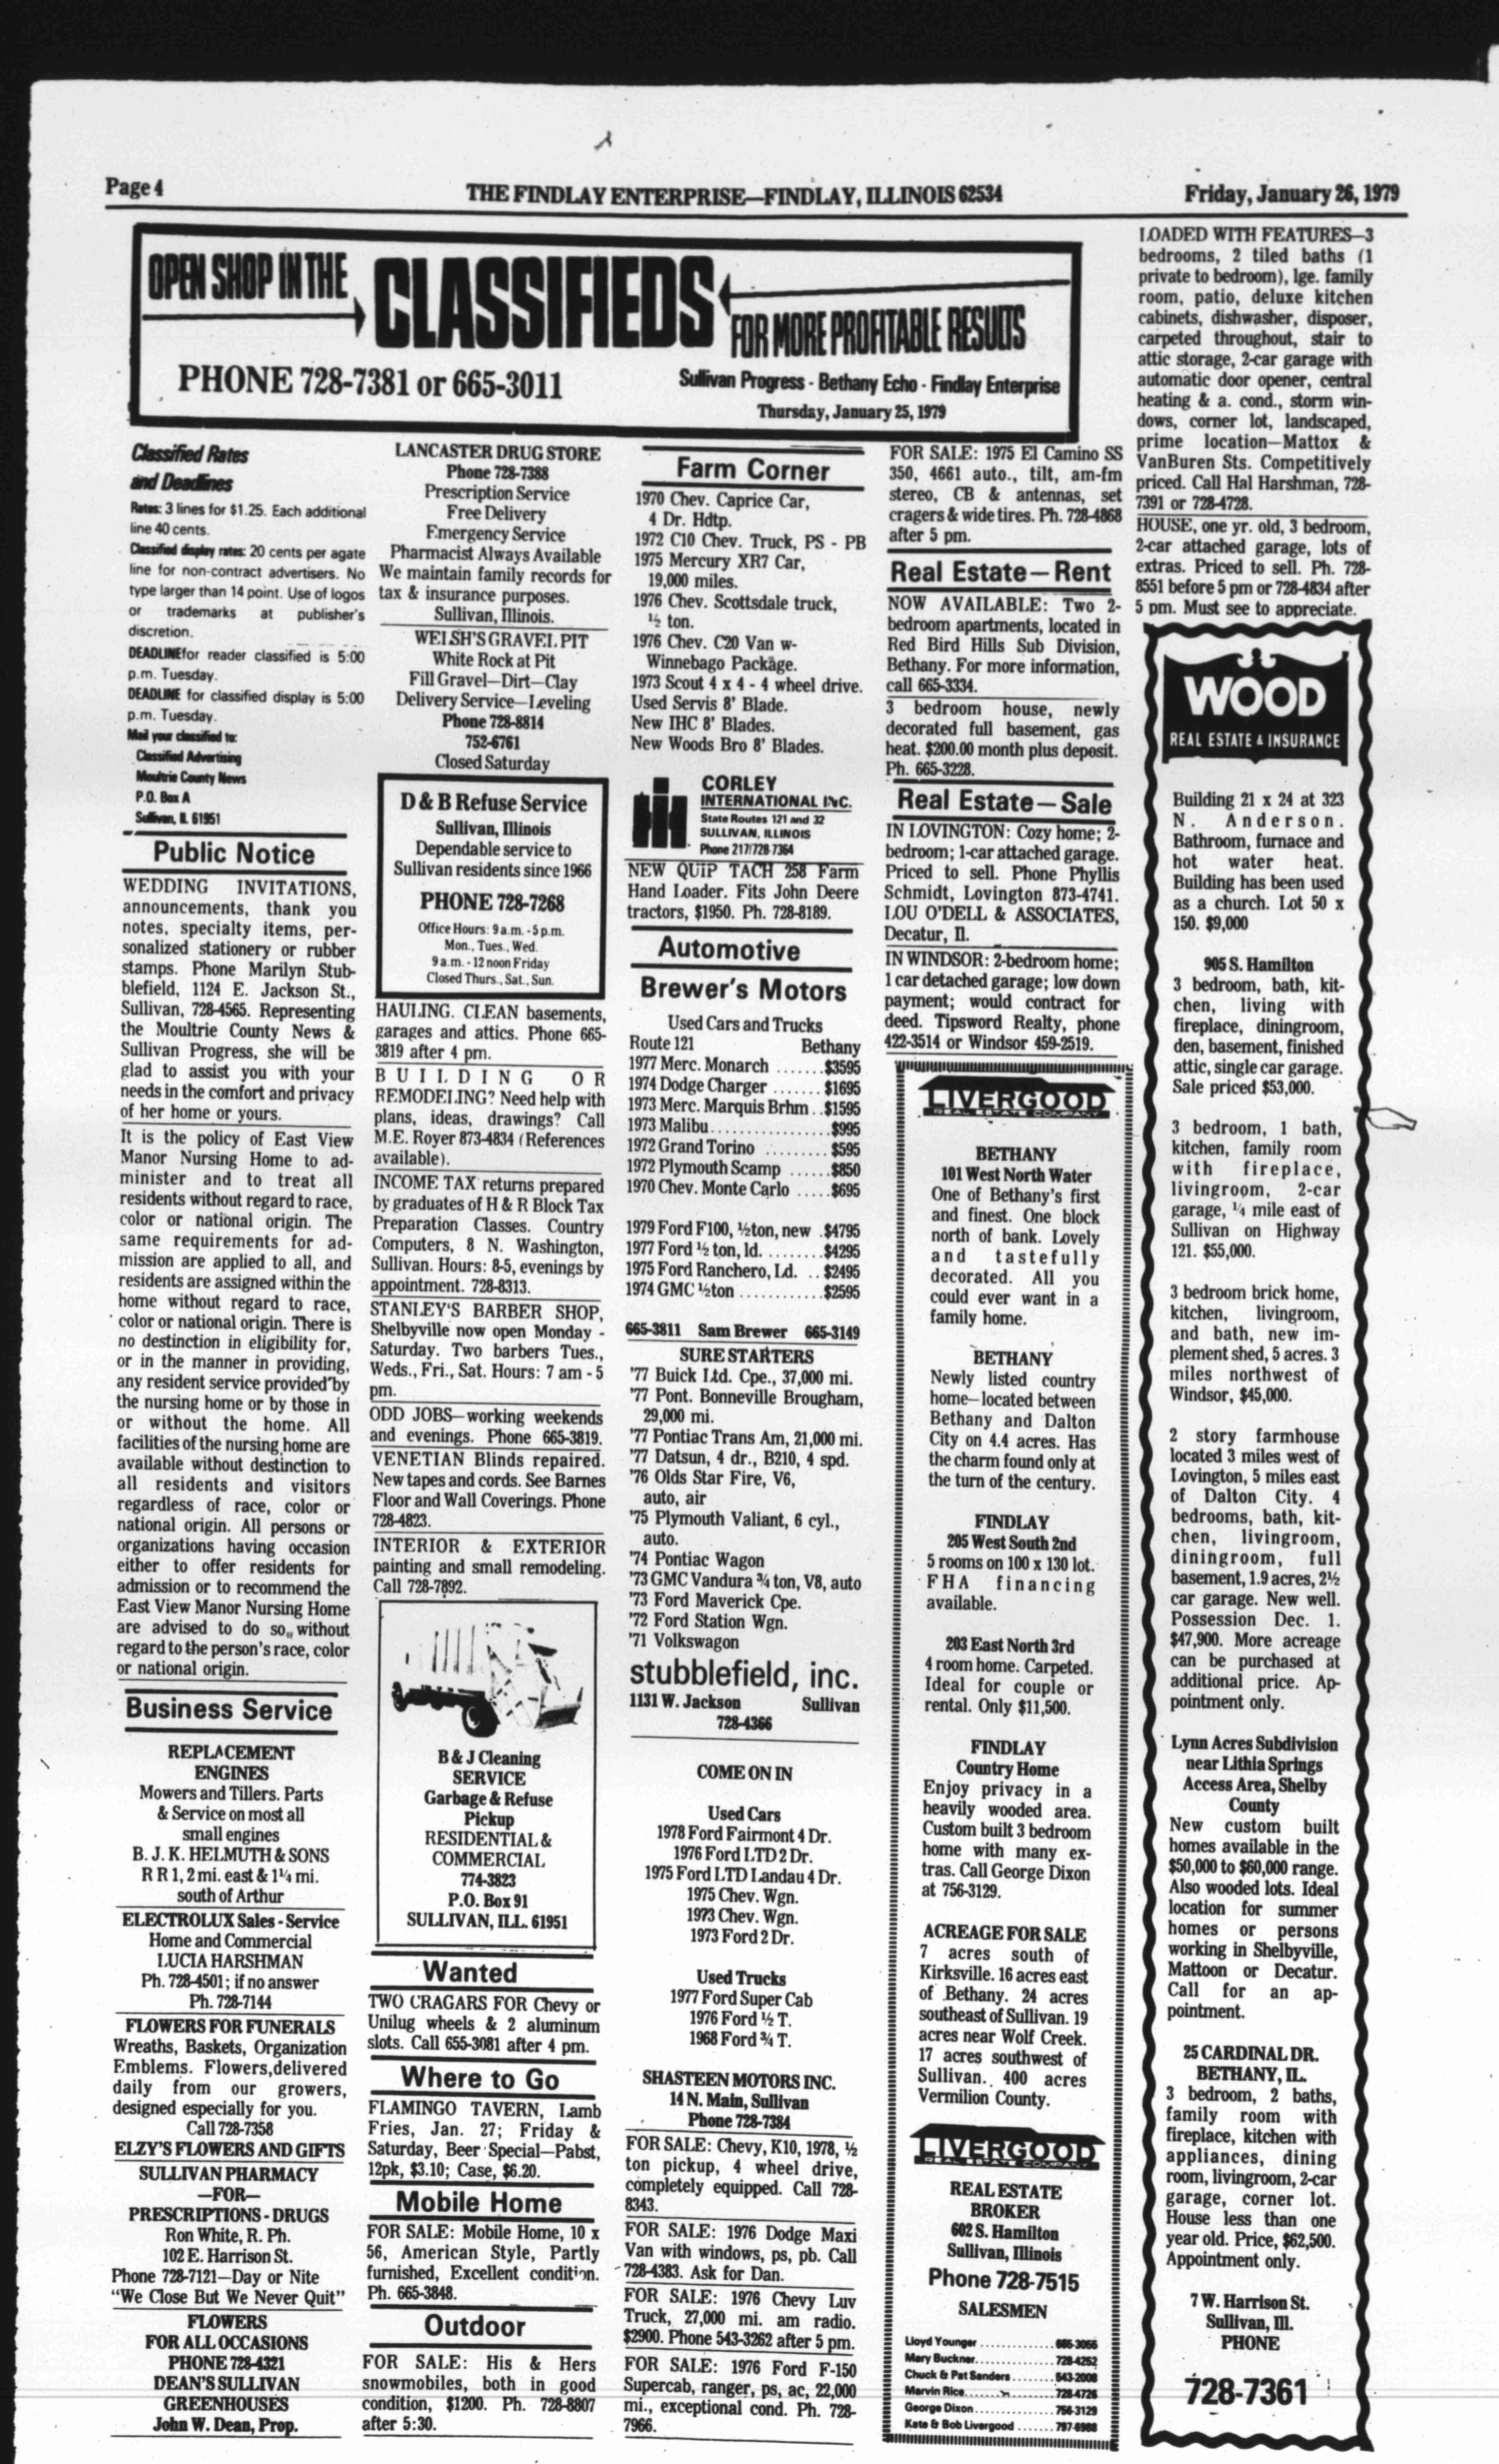 Page 4
THE FINDLAY ENTERPRISE—FINDLAY, ILLINOIS 62534
Friday, January 26, 1979
OPEN SHOP IN THE
CLASSIFIEDS
FOR MORE PROFITABLE RESULTS
PHONE 728-7381 or 665-3011
Sullivan Progress - Bethany Echo - Findlay Enterprise
Thursday, January 25, 1979
Classified Rates
and Deadlines
Rates: 3 lines for $1.25. Each additional
line 40 cents.
Classified display rates: 20 cents per agate
line for non-contract advertisers. No
type larger than 14 point. Use of logos
or trademarks at publisher's
discretion.
DEADLINE for reader classified is 5:00
p.m. Tuesday.
DEADLINE for classified display is 5:00
p.m. Tuesday.
Mail your classified to:
Classified Advertising
Moultrie County News
P.O. Box A
Sullivan, IL 61951
Public Notice
WEDDING INVITATIONS,
announcements, thank you
notes, specialty items, per-
sonalized stationery or rubber
stamps. Phone Marilyn Stub-
blefield, 1124 E. Jackson St.,
Sullivan, 728-4565. Representing
the Moultrie County News &
Sullivan Progress, she will be
glad to assist you with your
needs in the comfort and privacy
of her home or yours.
It is the policy of East View
Manor Nursing Home to ad-
minister and to treat all
residents without regard to race,
color or national origin. The
same requirements for ad-
mission are applied to all, and
residents are assigned within the
home without regard to race,
color or national origin. There is
no destinction in eligibility for,
or in the manner in providing,
any resident service provided by
the nursing home or by those in
or without the home. All
facilities of the nursing home are
available without destinction to
all residents and visitors
regardless of race, color or
national origin. All persons or
organizations having occasion
either to offer residents for
admission or to recommend the
East View Manor Nursing Home
are advised to do so, without
regard to the person's race, color
or national origin.
Business Service
REPLACEMENT
ENGINES
Mowers and Tillers. Parts
& Service on most all
small engines
B. J. K. HELMUTH & SONS
R R 1, 2 mi. east & 1¼ mi.
south of Arthur
ELECTROLUX Sales - Service
Home and Commercial
LUCIA HARSHMAN
Ph. 728-4501; if no answer
Ph. 728-7144
FLOWERS FOR FUNERALS
Wreaths, Baskets, Organization
Emblems. Flowers, delivered
daily from our growers,
designed especially for you.
Call 728-7358
ELZY'S FLOWERS AND GIFTS
SULLIVAN PHARMACY
—FOR—
PRESCRIPTIONS - DRUGS
Ron White, R. Ph.
102 E. Harrison St.
Phone 728-7121—Day or Nite
"We Close But We Never Quit"
FLOWERS
FOR ALL OCCASIONS
PHONE 728-4321
DEAN'S SULLIVAN
GREENHOUSES
John W. Dean, Prop.
LANCASTER DRUG STORE
Phone 728-7388
Prescription Service
Free Delivery
Emergency Service
Pharmacist Always Available
We maintain family records for
tax & insurance purposes.
Sullivan, Illinois.
WELSH'S GRAVEL PIT
White Rock at Pit
Fill Gravel—Dirt—Clay
Delivery Service—Leveling
Phone 728-8814
752-6761
Closed Saturday
D & B Refuse Service
Sullivan, Illinois
Dependable service to
Sullivan residents since 1966
PHONE 728-7268
Office Hours: 9 a.m. - 5 p.m.
Mon., Tues., Wed.
9 a.m. - 12 noon Friday
Closed Thurs., Sat., Sun.
HAULING. CLEAN basements,
garages and attics. Phone 665-
3819 after 4 pm.
BUILDING OR
REMODELING? Need help with
plans, ideas, drawings? Call
M.E. Royer 873-4834 (References
available).
INCOME TAX returns prepared
by graduates of H & R Block Tax
Preparation Classes. Country
Computers, 8 N. Washington,
Sullivan. Hours: 8-5, evenings by
appointment. 728-8313.
STANLEY'S BARBER SHOP,
Shelbyville now open Monday -
Saturday. Two barbers Tues.,
Weds., Fri., Sat. Hours: 7 am - 5
pm.
ODD JOBS—working weekends
and evenings. Phone 665-3819.
VENETIAN Blinds repaired.
New tapes and cords. See Barnes
Floor and Wall Coverings. Phone
728-4823.
INTERIOR & EXTERIOR
painting and small remodeling.
Call 728-7892.
B & J Cleaning
SERVICE
Garbage & Refuse
Pickup
RESIDENTIAL &
COMMERCIAL
774-3823
P.O. Box 91
SULLIVAN, ILL. 61951
Wanted
TWO CRAGARS FOR Chevy or
Unilug wheels & 2 aluminum
slots. Call 655-3081 after 4 pm.
Where to Go
FLAMINGO TAVERN, Lamb
Fries, Jan. 27; Friday &
Saturday, Beer Special—Pabst,
12pk, $3.10; Case, $6.20.
Mobile Home
FOR SALE: Mobile Home, 10 x
56, American Style, Partly
furnished, Excellent condition.
Ph. 665-3848.
Outdoor
FOR SALE: His & Hers
snowmobiles, both in good
condition, $1200. Ph. 728-8807
after 5:30.
Farm Corner
1970 Chev. Caprice Car,
4 Dr. Hdtp.
1972 C10 Chev. Truck, PS - PB
1975 Mercury XR7 Car,
19,000 miles.
1976 Chev. Scottsdale truck,
½ ton.
1976 Chev. C20 Van w-
Winnebago Package.
1973 Scout 4 x 4 - 4 wheel drive.
Used Servis 8' Blade.
New IHC 8' Blades.
New Woods Bro 8' Blades.
CORLEY
INTERNATIONAL INC.
State Routes 121 and 32
SULLIVAN, ILLINOIS
Phone 217/728-7364
NEW QUIP TACH 258 Farm
Hand Loader. Fits John Deere
tractors, $1950. Ph. 728-8189.
Automotive
Brewer's Motors
Used Cars and Trucks
Route 121 Bethany
1977 Merc. Monarch ....... $3595
1974 Dodge Charger ....... $1695
1973 Merc. Marquis Brhm .. $1595
1973 Malibu ................ $995
1972 Grand Torino ......... $595
1972 Plymouth Scamp ...... $850
1970 Chev. Monte Carlo ..... $695
1979 Ford F100, ½ton, new . $4795
1977 Ford ½ ton, ld. ........ $4295
1975 Ford Ranchero, Ld. .. $2495
1974 GMC ½ton ........... $2595
665-3811 Sam Brewer 665-3149
SURE STARTERS
'77 Buick Ltd. Cpe., 37,000 mi.
'77 Pont. Bonneville Brougham,
29,000 mi.
'77 Pontiac Trans Am, 21,000 mi.
'77 Datsun, 4 dr., B210, 4 spd.
'76 Olds Star Fire, V6,
auto, air
'75 Plymouth Valiant, 6 cyl.,
auto.
'74 Pontiac Wagon
'73 GMC Vandura ¾ ton, V8, auto
'73 Ford Maverick Cpe.
'72 Ford Station Wgn.
'71 Volkswagon
stubblefield, inc.
1131 W. Jackson Sullivan
728-4366
COME ON IN
Used Cars
1978 Ford Fairmont 4 Dr.
1976 Ford LTD 2 Dr.
1975 Ford LTD Landau 4 Dr.
1975 Chev. Wgn.
1973 Chev. Wgn.
1973 Ford 2 Dr.
Used Trucks
1977 Ford Super Cab
1976 Ford ½ T.
1968 Ford ¾ T.
SHASTEEN MOTORS INC.
14 N. Main, Sullivan
Phone 728-7384
FOR SALE: Chevy, K10, 1978, ½
ton pickup, 4 wheel drive,
completely equipped. Call 728-
8343.
FOR SALE: 1976 Dodge Maxi
Van with windows, ps, pb. Call
728-4383. Ask for Dan.
FOR SALE: 1976 Chevy Luv
Truck, 27,000 mi. am radio.
$2900. Phone 543-3262 after 5 pm.
FOR SALE: 1976 Ford F-150
Supercab, ranger, ps, ac, 22,000
mi., exceptional cond. Ph. 728-
7966.
FOR SALE: 1975 El Camino SS
350, 4661 auto., tilt, am-fm
stereo, CB & antennas, set
cragers & wide tires. Ph. 728-4868
after 5 pm.
Real Estate—Rent
NOW AVAILABLE: Two 2-
bedroom apartments, located in
Red Bird Hills Sub Division,
Bethany. For more information,
call 665-3334.
3 bedroom house, newly
decorated full basement, gas
heat. $200.00 month plus deposit.
Ph. 665-3228.
Real Estate—Sale
IN LOVINGTON: Cozy home; 2-
bedroom; 1-car attached garage.
Priced to sell. Phone Phyllis
Schmidt, Lovington 873-4741.
LOU O'DELL & ASSOCIATES,
Decatur, Il.
IN WINDSOR: 2-bedroom home;
1 car detached garage; low down
payment; would contract for
deed. Tipsword Realty, phone
422-3514 or Windsor 459-2519.
LIVERGOOD
REAL ESTATE COMPANY
BETHANY
101 West North Water
One of Bethany's first
and finest. One block
north of bank. Lovely
and tastefully
decorated. All you
could ever want in a
family home.
BETHANY
Newly listed country
home—located between
Bethany and Dalton
City on 4.4 acres. Has
the charm found only at
the turn of the century.
FINDLAY
205 West South 2nd
5 rooms on 100 x 130 lot.
FHA financing
available.
203 East North 3rd
4 room home. Carpeted.
Ideal for couple or
rental. Only $11,500.
FINDLAY
Country Home
Enjoy privacy in a
heavily wooded area.
Custom built 3 bedroom
home with many ex-
tras. Call George Dixon
at 756-3129.
ACREAGE FOR SALE
7 acres south of
Kirksville. 16 acres east
of Bethany. 24 acres
southeast of Sullivan. 19
acres near Wolf Creek.
17 acres southwest of
Sullivan. 400 acres
Vermilion County.
LIVERGOOD
REAL ESTATE COMPANY
REAL ESTATE
BROKER
602 S. Hamilton
Sullivan, Illinois
Phone 728-7515
SALESMEN
Lloyd Younger ............. 665-3066
Mary Buckner .............. 728-4252
Chuck & Pat Sanders ....... 543-2008
Marvin Rice ............... 728-4726
George Dixon .............. 756-3129
Kate & Bob Livergood ....... 797-6988
LOADED WITH FEATURES—3
bedrooms, 2 tiled baths (1
private to bedroom), lge. family
room, patio, deluxe kitchen
cabinets, dishwasher, disposer,
carpeted throughout, stair to
attic storage, 2-car garage with
automatic door opener, central
heating & a. cond., storm win-
dows, corner lot, landscaped,
prime location—Mattox &
VanBuren Sts. Competitively
priced. Call Hal Harshman, 728-
7391 or 728-4728.
HOUSE, one yr. old, 3 bedroom,
2-car attached garage, lots of
extras. Priced to sell. Ph. 728-
8551 before 5 pm or 728-4834 after
5 pm. Must see to appreciate.
WOOD
REAL ESTATE & INSURANCE
Building 21 x 24 at 323
N. Anderson.
Bathroom, furnace and
hot water heat.
Building has been used
as a church. Lot 50 x
150. $9,000
905 S. Hamilton
3 bedroom, bath, kit-
chen, living with
fireplace, diningroom,
den, basement, finished
attic, single car garage.
Sale priced $53,000.
3 bedroom, 1 bath,
kitchen, family room
with fireplace,
livingroom, 2-car
garage, ¼ mile east of
Sullivan on Highway
121. $55,000.
3 bedroom brick home,
kitchen, livingroom,
and bath, new im-
plement shed, 5 acres. 3
miles northwest of
Windsor, $45,000.
2 story farmhouse
located 3 miles west of
Lovington, 5 miles east
of Dalton City. 4
bedrooms, bath, kit-
chen, livingroom,
diningroom, full
basement, 1.9 acres, 2½
car garage. New well.
Possession Dec. 1.
$47,900. More acreage
can be purchased at
additional price. Ap-
pointment only.
Lynn Acres Subdivision
near Lithia Springs
Access Area, Shelby
County
New custom built
homes available in the
$50,000 to $60,000 range.
Also wooded lots. Ideal
location for summer
homes or persons
working in Shelbyville,
Mattoon or Decatur.
Call for an ap-
pointment.
25 CARDINAL DR.
BETHANY, IL.
3 bedroom, 2 baths,
family room with
fireplace, kitchen with
appliances, dining
room, livingroom, 2-car
garage, corner lot.
House less than one
year old. Price, $62,500.
Appointment only.
7 W. Harrison St.
Sullivan, Ill.
PHONE
728-7361